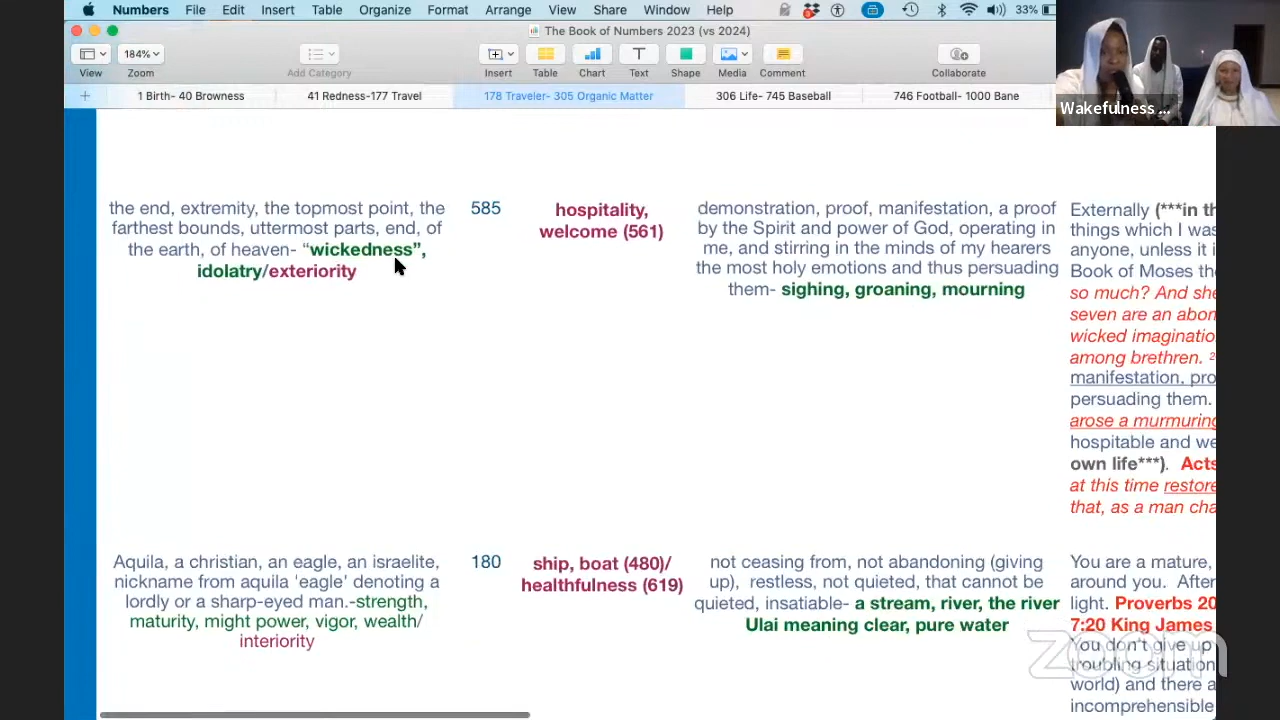 Numbers File Edit Insert Table Organize Format Arrange View Share Window Help 33%
The Book of Numbers 2023 (vs 2024)
184%
View Zoom Add Category Insert Table Chart Text Shape Media Comment Collaborate
1 Birth- 40 Browness 41 Redness-177 Travel 178 Traveler- 305 Organic Matter 306 Life- 745 Baseball 746 Football- 1000 Bane
Wakefulness ...
the end, extremity, the topmost point, the
farthest bounds, uttermost parts, end, of
the earth, of heaven- “wickedness”,
idolatry/exteriority
585
hospitality,
welcome (561)
demonstration, proof, manifestation, a proof
by the Spirit and power of God, operating in
me, and stirring in the minds of my hearers
the most holy emotions and thus persuading
them- sighing, groaning, mourning
Externally (***in th
things which I was
anyone, unless it i
Book of Moses the
so much? And she
seven are an abon
wicked imaginatio
among brethren. 2
manifestation, pro
persuading them.
arose a murmuring
hospitable and we
own life***). Acts
at this time restore
that, as a man cha
Aquila, a christian, an eagle, an israelite,
nickname from aquila 'eagle' denoting a
lordly or a sharp-eyed man.-strength,
maturity, might power, vigor, wealth/
interiority
180
ship, boat (480)/
healthfulness (619)
not ceasing from, not abandoning (giving
up), restless, not quieted, that cannot be
quieted, insatiable- a stream, river, the river
Ulai meaning clear, pure water
You are a mature,
around you. After
light. Proverbs 20
7:20 King James
You don't give up
troubling situation
world) and there a
incomprehensible
zoom